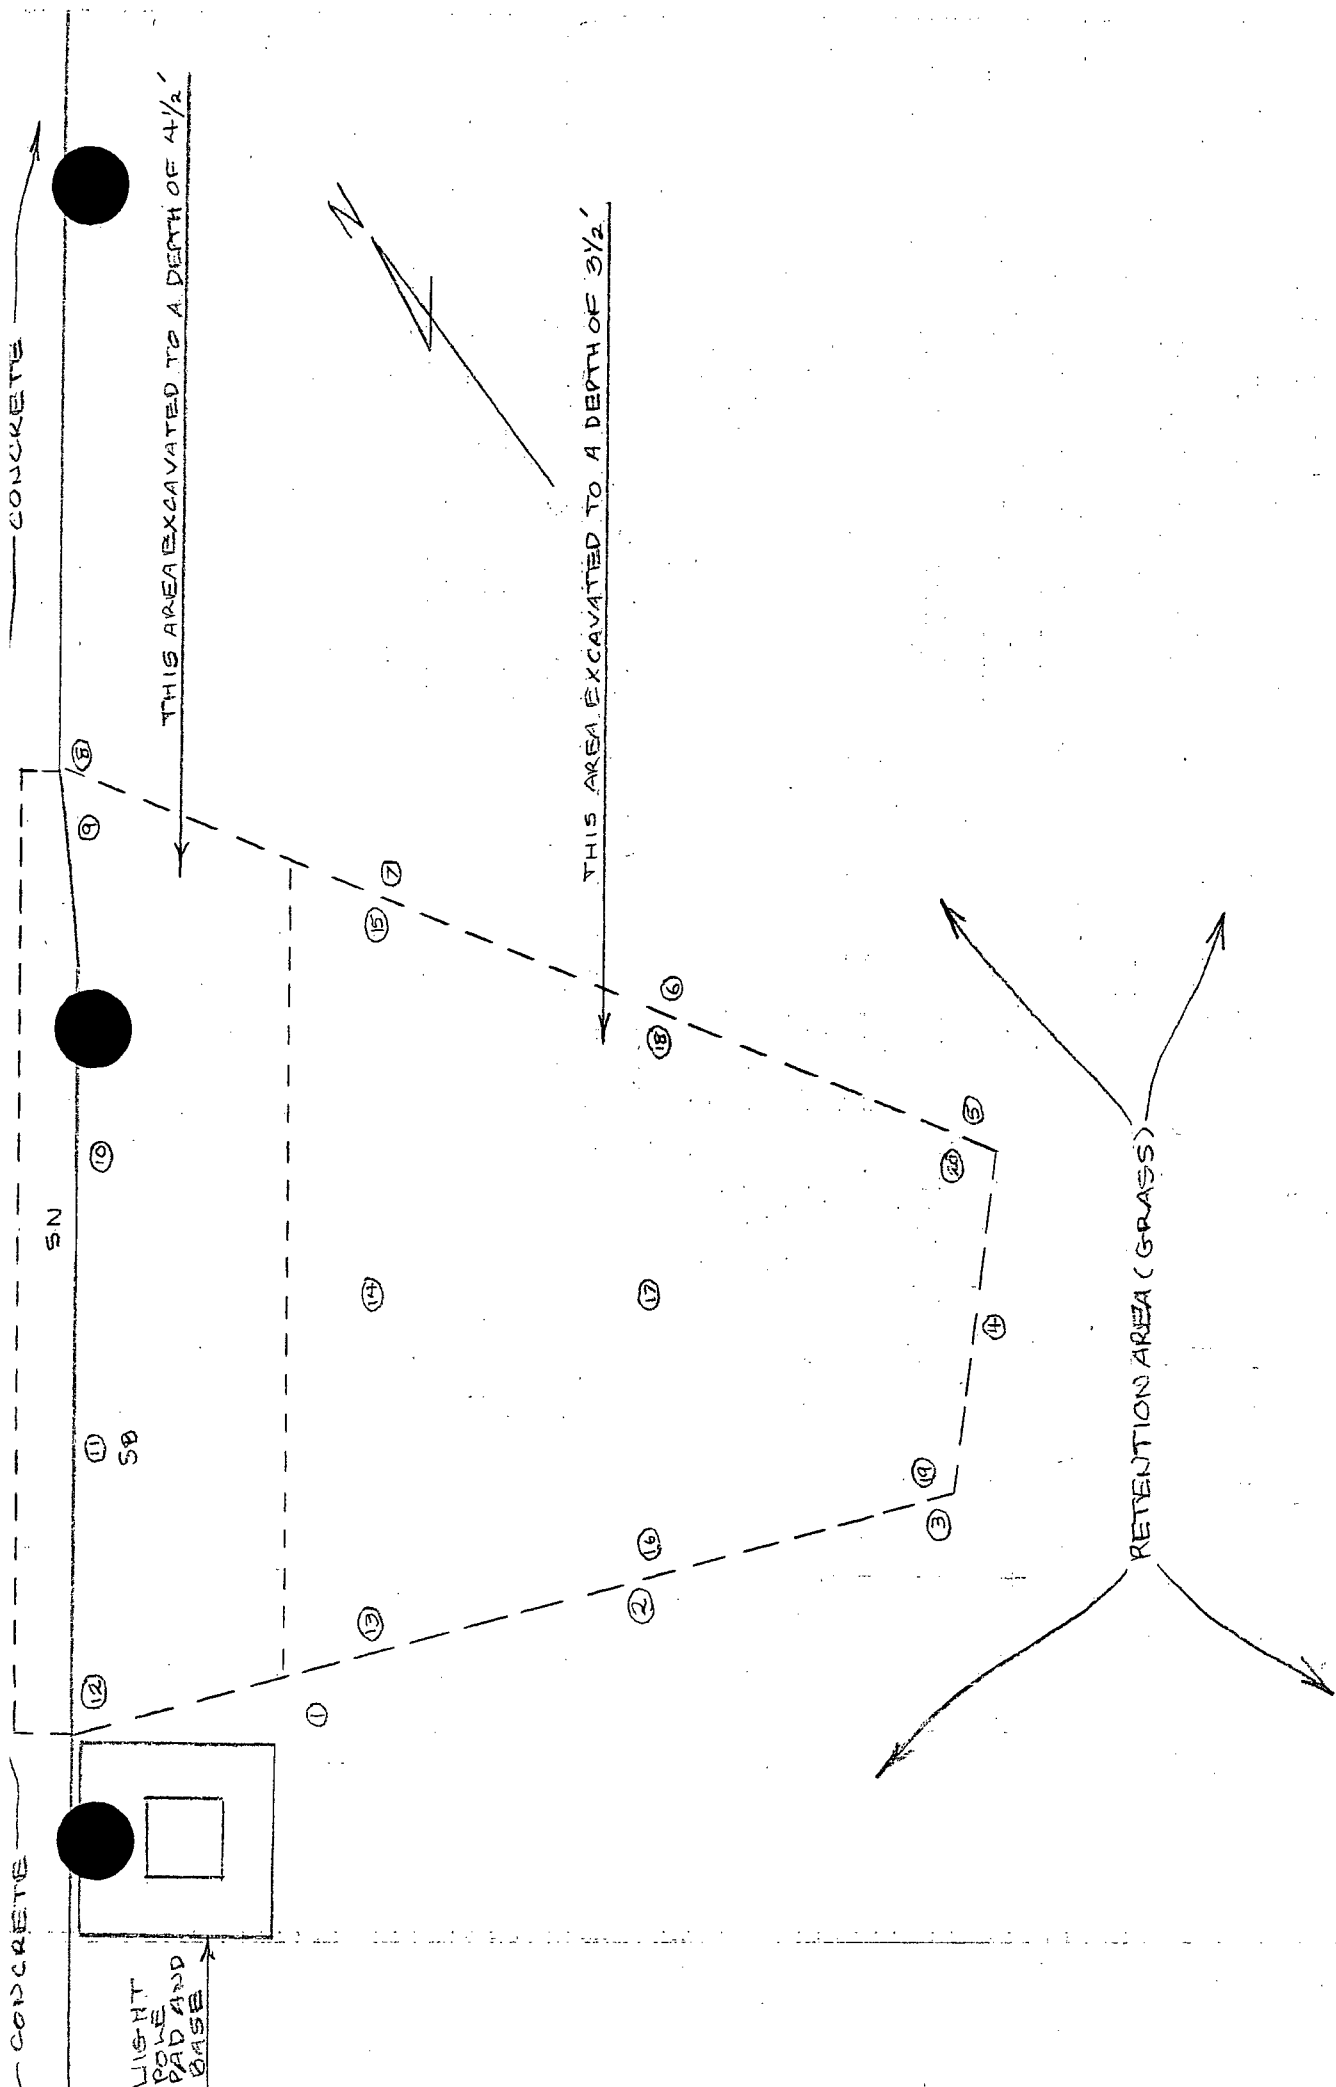 CONCRETE
LIGHT
POLE
PAD AND
BASE
12
11
SB
10
SN
9
8
CONCRETE
THIS AREA EXCAVATED TO A DEPTH OF 4½'
N
1
13
14
15
7
THIS AREA EXCAVATED TO A DEPTH OF 3½'
2
16
17
18
6
3
19
4
20
5
RETENTION AREA (GRASS)